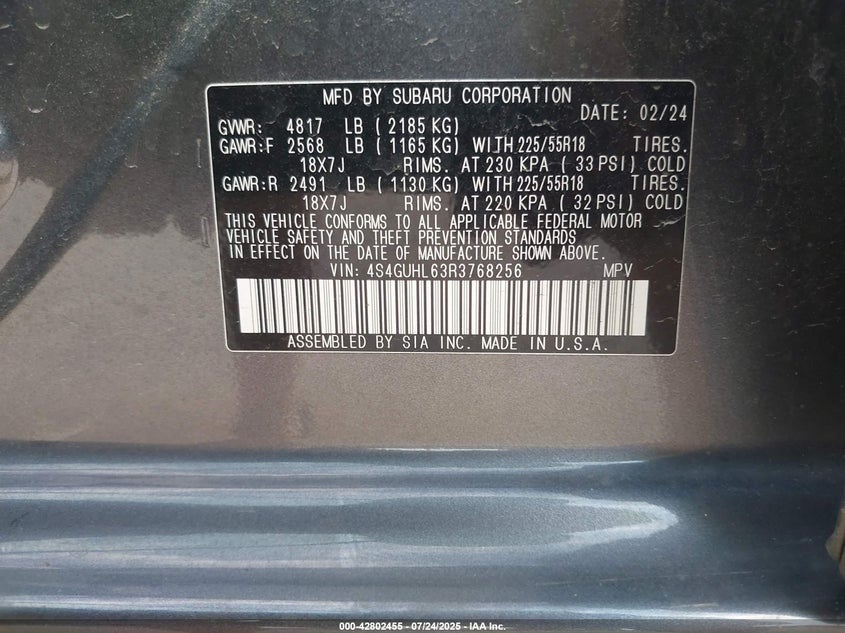 MFD BY SUBARU CORPORATION
DATE: 02/24
GVWR: 4817 LB ( 2185 KG)
GAWR:F 2568 LB ( 1165 KG) WITH 225/55R18 TIRES.
18X7J RIMS. AT 230 KPA ( 33 PSI) COLD
GAWR:R 2491 LB ( 1130 KG) WITH 225/55R18 TIRES.
18X7J RIMS. AT 220 KPA ( 32 PSI) COLD
THIS VEHICLE CONFORMS TO ALL APPLICABLE FEDERAL MOTOR
VEHICLE SAFETY AND THEFT PREVENTION STANDARDS
IN EFFECT ON THE DATE OF MANUFACTURE SHOWN ABOVE.
VIN: 4S4GUHL63R3768256 MPV
ASSEMBLED BY SIA INC. MADE IN U.S.A.
000-42802455 - 07/24/2025 - IAA Inc.